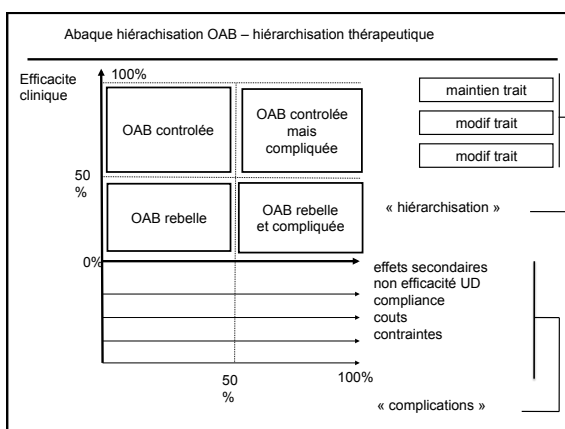 Abaque hiérachisation OAB – hiérarchisation thérapeutique
Efficacite
clinique
100%
OAB controlée
OAB controlée
mais
compliquée
maintien trait
modif trait
modif trait
50
%
OAB rebelle
OAB rebelle
et compliquée
« hiérarchisation »
0%
effets secondaires
non efficacité UD
compliance
couts
contraintes
50
%
100%
« complications »